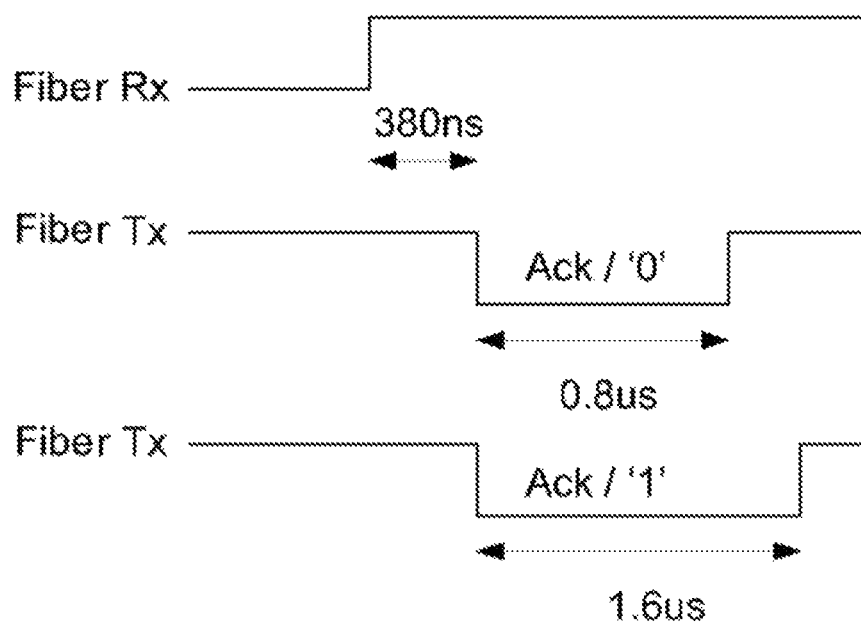 Fiber Rx
380ns
Fiber Tx
Ack / ‘0’
0.8us
Fiber Tx
Ack / ‘1’
1.6us